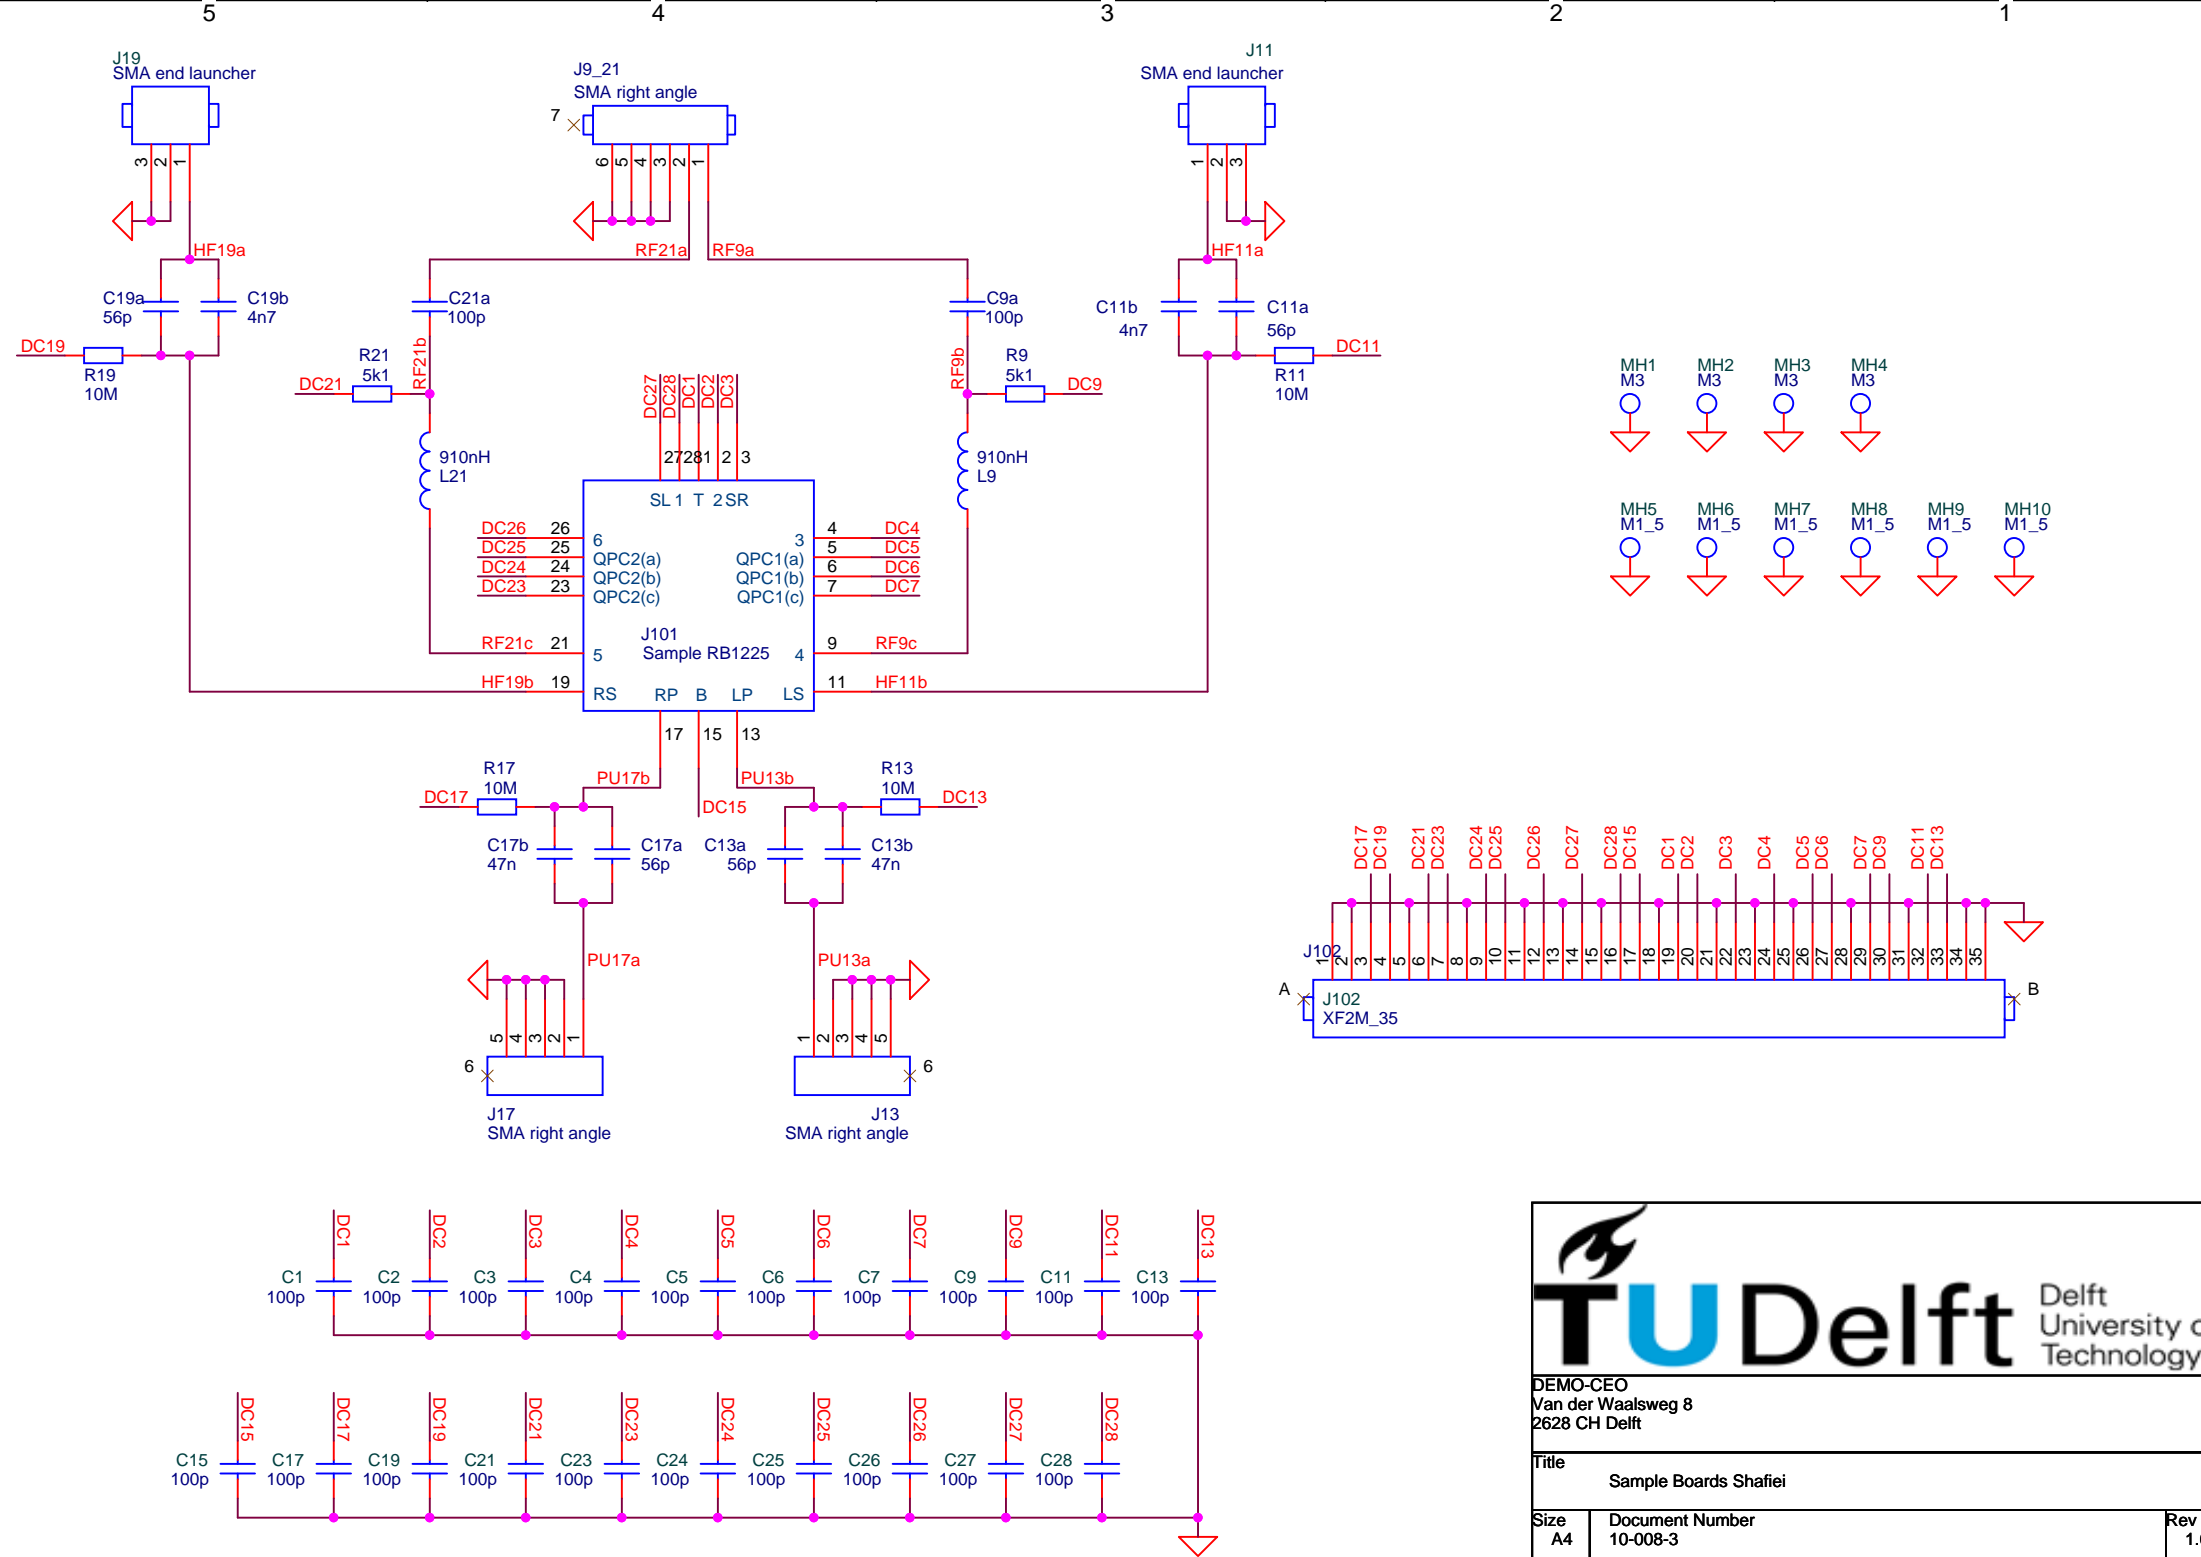 5 4 3 2 1
J19
SMA end launcher
3 2 1
J9_21
SMA right angle
7
6 5 4 3 2 1
J11
SMA end launcher
1 2 3
HF19a
RF21a RF9a
HF11a
C19a
56p
C19b
4n7
C21a
100p
C9a
100p
C11b
4n7
C11a
56p
DC19
R19
10M
R21
5k1
DC21
RF21b
RF9b
R9
5k1
DC9
DC11
R11
10M
910nH
L21
910nH
L9
DC27 DC28 DC1 DC2 DC3
27 28 1 2 3
SL 1 T 2 SR
DC26 26 6
DC25 25 QPC2(a)
DC24 24 QPC2(b)
DC23 23 QPC2(c)
3 4 DC4
QPC1(a) 5 DC5
QPC1(b) 6 DC6
QPC1(c) 7 DC7
J101
Sample RB1225
RF21c 21 5
4 9 RF9c
HF19b 19 RS
RP B LP
LS 11 HF11b
17 15 13
R17
10M
DC17
PU17b
DC15
PU13b
R13
10M
DC13
C17b
47n
C17a
56p
C13a
56p
C13b
47n
PU17a
PU13a
5 4 3 2 1
6
J17
SMA right angle
1 2 3 4 5
6
J13
SMA right angle
MH1
M3
MH2
M3
MH3
M3
MH4
M3
MH5
M1_5
MH6
M1_5
MH7
M1_5
MH8
M1_5
MH9
M1_5
MH10
M1_5
DC17 DC19 DC21 DC23 DC24 DC25 DC26 DC27 DC28 DC15 DC1 DC2 DC3 DC4 DC5 DC6 DC7 DC9 DC11 DC13
J102
1 2 3 4 5 6 7 8 9 10 11 12 13 14 15 16 17 18 19 20 21 22 23 24 25 26 27 28 29 30 31 32 33 34 35
A B
J102
XF2M_35
DC1 DC2 DC3 DC4 DC5 DC6 DC7 DC9 DC11 DC13
C1 C2 C3 C4 C5 C6 C7 C9 C11 C13
100p 100p 100p 100p 100p 100p 100p 100p 100p 100p
DC15 DC17 DC19 DC21 DC23 DC24 DC25 DC26 DC27 DC28
C15 C17 C19 C21 C23 C24 C25 C26 C27 C28
100p 100p 100p 100p 100p 100p 100p 100p 100p 100p
TUDelft
Delft
University
Technology
DEMO-CEO
Van der Waalsweg 8
2628 CH Delft
Title
Sample Boards Shafiei
Size
A4
Document Number
10-008-3
Rev